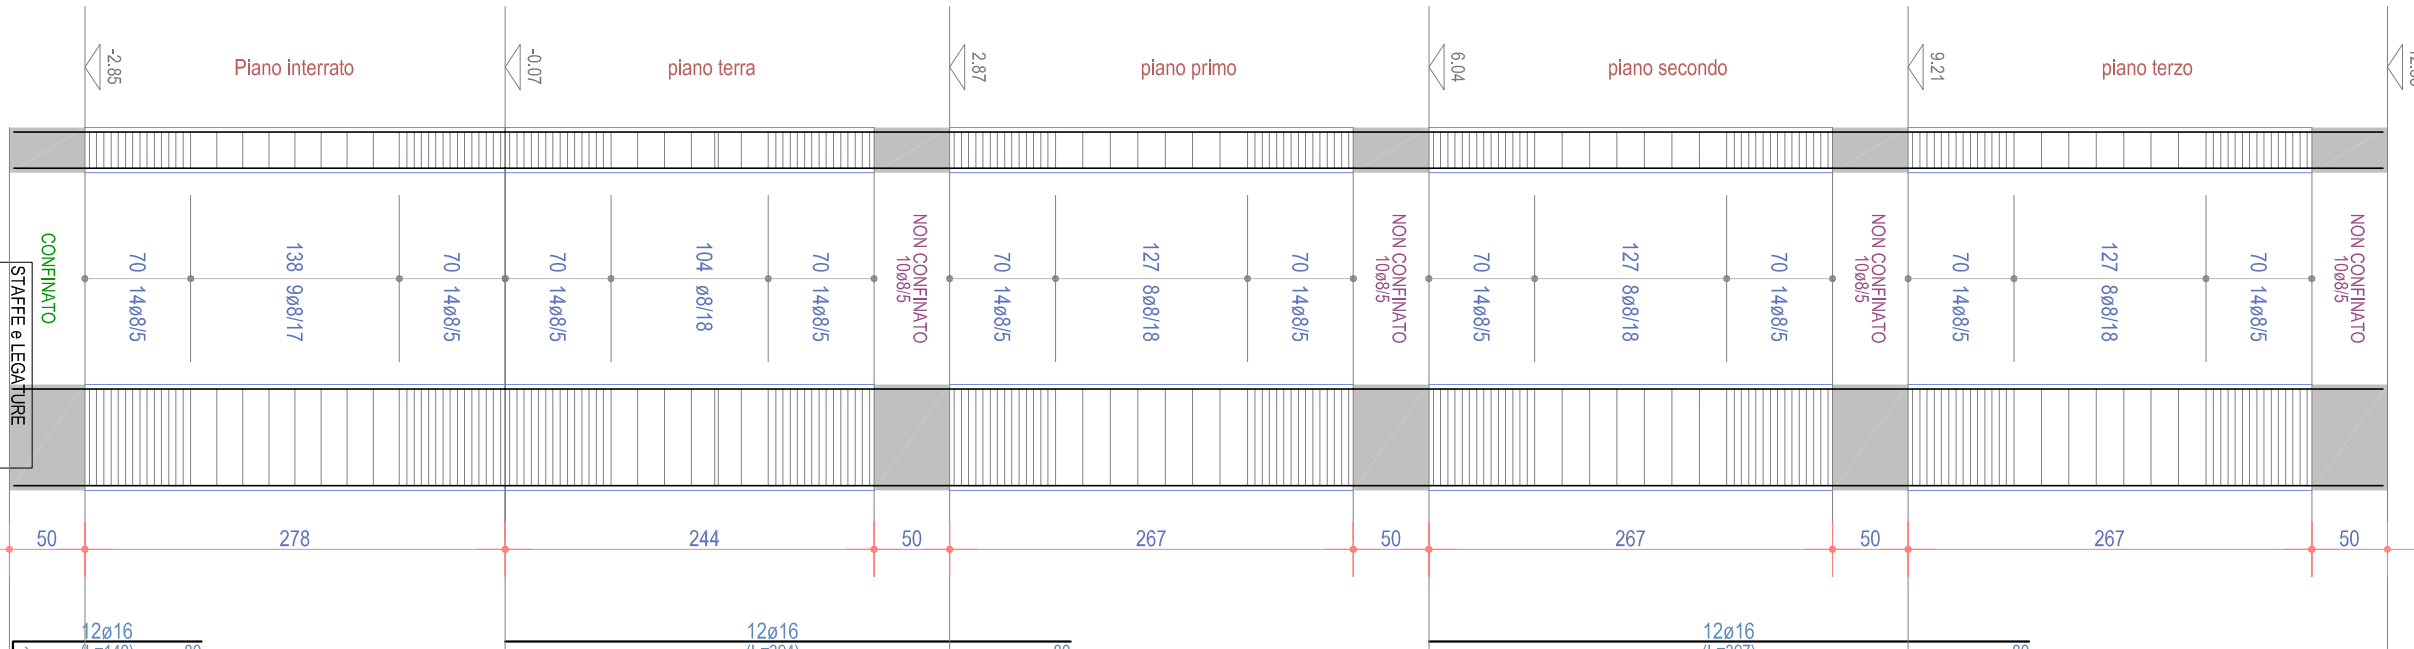 -2.85
Piano interrato
-0.07
piano terra
2.87
piano primo
6.04
piano secondo
9.21
piano terzo
CONFINATO
STAFFE e LEGATURE
70 14ø8/5
138 9ø8/17
70 14ø8/5
70 14ø8/5
104 ø8/18
70 14ø8/5
NON CONFINATO
10ø8/5
70 14ø8/5
127 8ø8/18
70 14ø8/5
NON CONFINATO
10ø8/5
70 14ø8/5
127 8ø8/18
70 14ø8/5
NON CONFINATO
10ø8/5
70 14ø8/5
127 8ø8/18
70 14ø8/5
NON CONFINATO
10ø8/5
50 278 244 50 267 50 267 50 267 50
12ø16 12ø16 12ø16